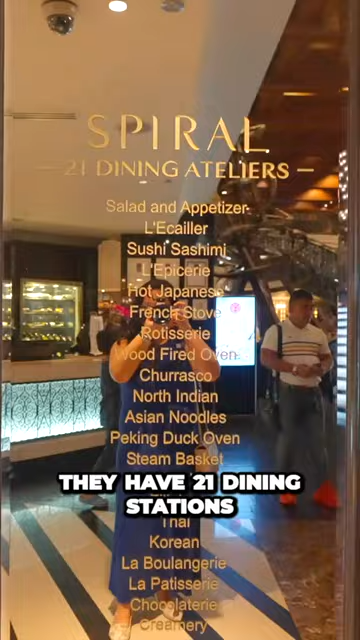 SPIRAL
— 21 DINING ATELIERS —
Salad and Appetizer
L'Ecailler
Sushi Sashimi
L'Epicerie
Hot Japanese
French Stove
Rotisserie
Wood Fired Oven
Churrasco
North Indian
Asian Noodles
Peking Duck Oven
Steam Basket
THEY HAVE 21 DINING
STATIONS
Thai
Korean
La Boulangerie
La Patisserie
Chocolaterie
Creamery